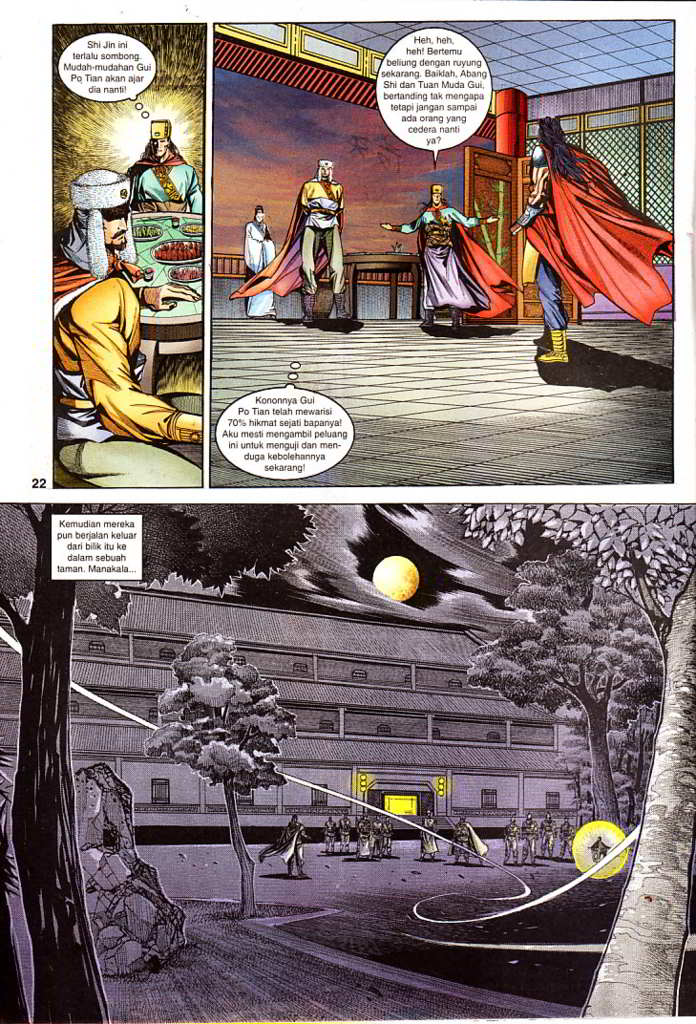 Shi Jin ini
terlalu sombong.
Mudah-mudahan Gui
Po Tian akan ajar
dia nanti!
Heh, heh,
heh! Bertemu
beliung dengan ruyung
sekarang. Baiklah, Abang
Shi dan Tuan Muda Gui,
bertanding tak mengapa
tetapi jangan sampai
ada orang yang
cedera nanti
ya?
Kononnya Gui
Po Tian telah mewarisi
70% hikmat sejati bapanya!
Aku mesti mengambil peluang
ini untuk menguji dan men-
duga kebolehannya
sekarang!
22
Kemudian mereka
pun berjalan keluar
dari bilik itu ke
dalam sebuah
taman. Manakala...